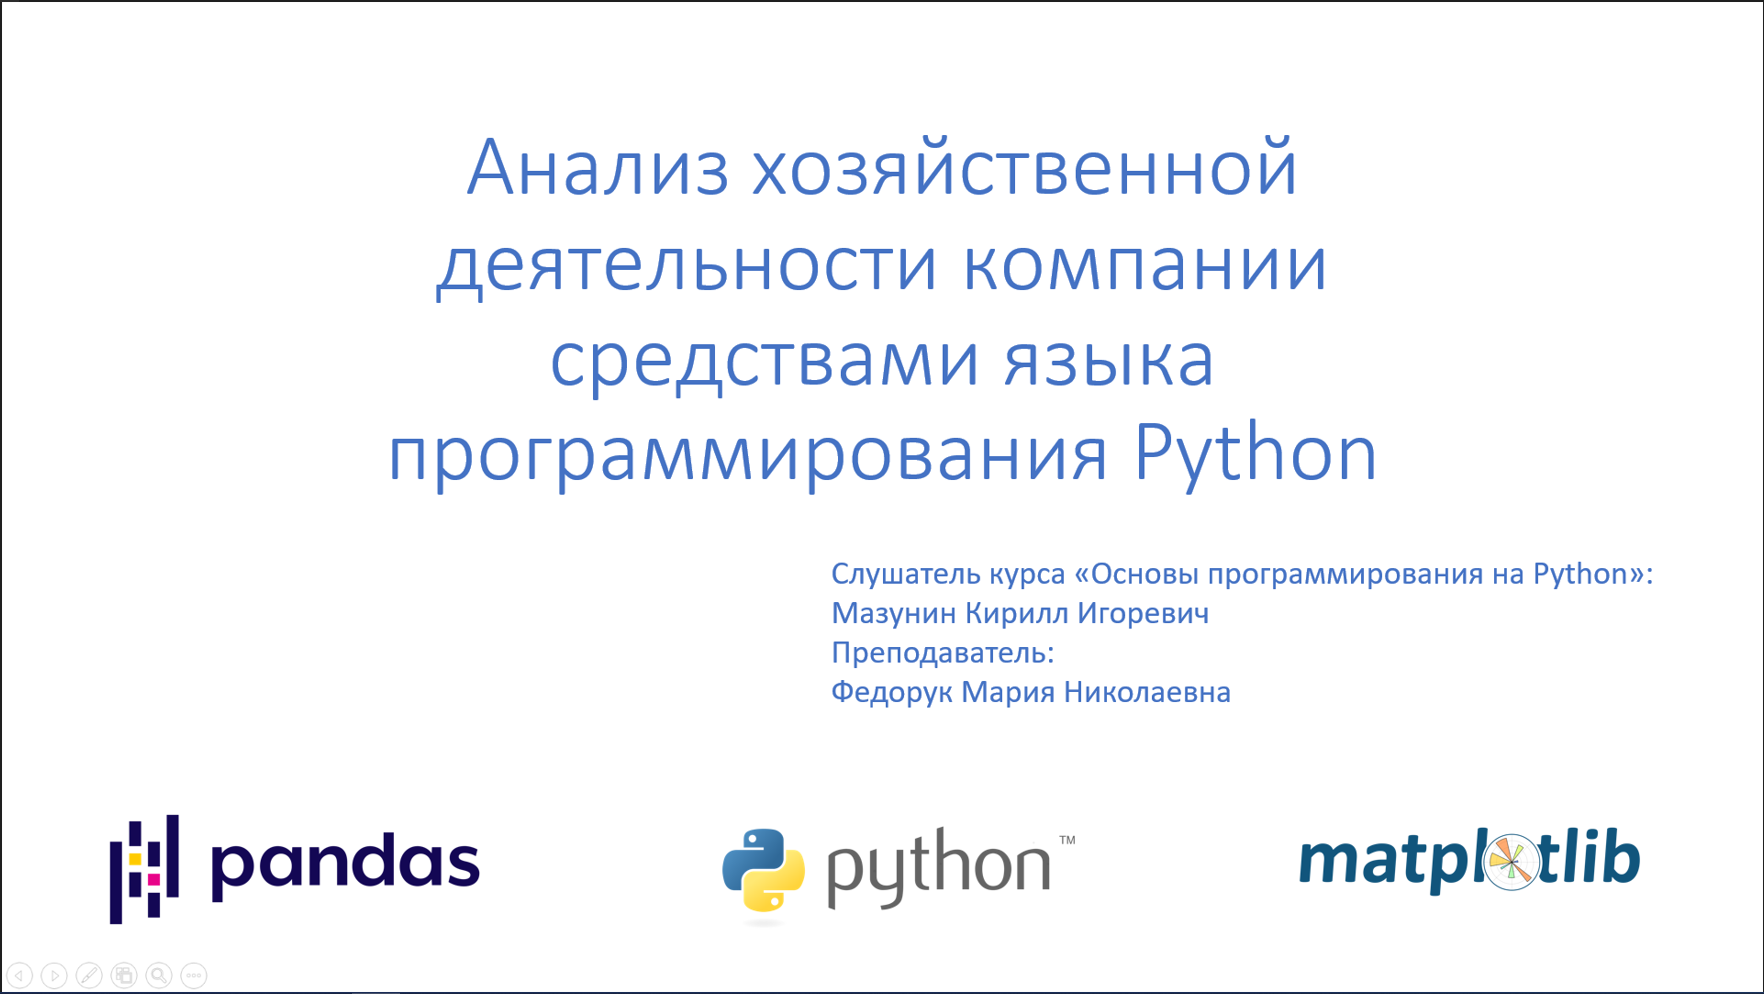 Анализ хозяйственной
деятельности компании
средствами языка
программирования Python
Слушатель курса «Основы программирования на Python»:
Мазунин Кирилл Игоревич
Преподаватель:
Федорук Мария Николаевна
pandas
python™
matplotlib